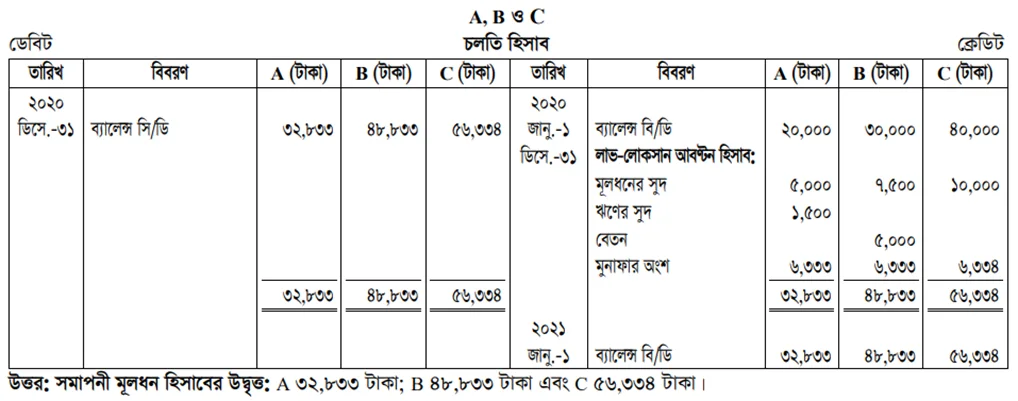 A, B ও C
ডেবিট চলতি হিসাব ক্রেডিট
তারিখ বিবরণ A (টাকা) B (টাকা) C (টাকা) তারিখ বিবরণ A (টাকা) B (টাকা) C (টাকা)
২০২০ ২০২০
ডিসে.-৩১ ব্যালেন্স সি/ডি ৩২,৮৩৩ ৪৮,৮৩৩ ৫৬,৩৩৪ জানু.-১ ব্যালেন্স বি/ডি ২০,০০০ ৩০,০০০ ৪০,০০০
ডিসে.-৩১ লাভ-লোকসান আবণ্টন হিসাব:
মূলধনের সুদ ৫,০০০ ৭,৫০০ ১০,০০০
ঋণের সুদ ১,৫০০
বেতন ৫,০০০
মুনাফার অংশ ৬,৩৩৩ ৬,৩৩৩ ৬,৩৩৪
৩২,৮৩৩ ৪৮,৮৩৩ ৫৬,৩৩৪ ৩২,৮৩৩ ৪৮,৮৩৩ ৫৬,৩৩৪
২০২১
জানু.-১ ব্যালেন্স বি/ডি ৩২,৮৩৩ ৪৮,৮৩৩ ৫৬,৩৩৪
উত্তর: সমাপনী মূলধন হিসাবের উদ্বৃত্ত: A ৩২,৮৩৩ টাকা; B ৪৮,৮৩৩ টাকা এবং C ৫৬,৩৩৪ টাকা।